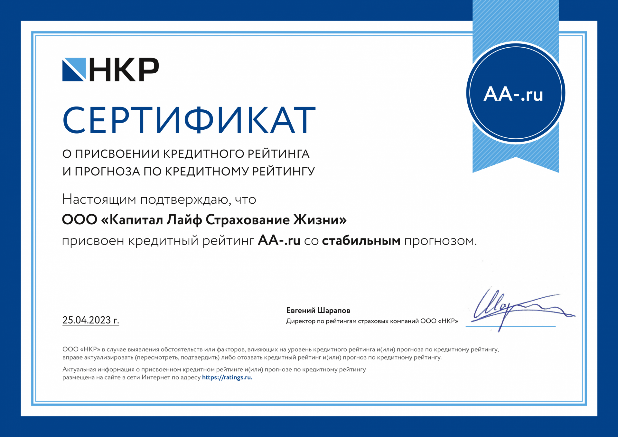 НКР
AA-.ru
СЕРТИФИКАТ
О ПРИСВОЕНИИ КРЕДИТНОГО РЕЙТИНГА
И ПРОГНОЗА ПО КРЕДИТНОМУ РЕЙТИНГУ
Настоящим подтверждаю, что
ООО «Капитал Лайф Страхование Жизни»
присвоен кредитный рейтинг AA-.ru со стабильным прогнозом.
Евгений Шарапов
25.04.2023 г.
Директор по рейтингам страховых компаний ООО «НКР»
ООО «НКР» в случае выявления обстоятельств или факторов, влияющих на уровень кредитного рейтинга и(или) прогноза по кредитному рейтингу,
вправе актуализировать (пересмотреть, подтвердить) либо отозвать кредитный рейтинг и(или) прогноз по кредитному рейтингу
Актуальная информация о присвоенном кредитном рейтинге и(или) прогнозе по кредитному рейтингу
размещена на сайте в сети Интернет по адресу https://ratings.ru.